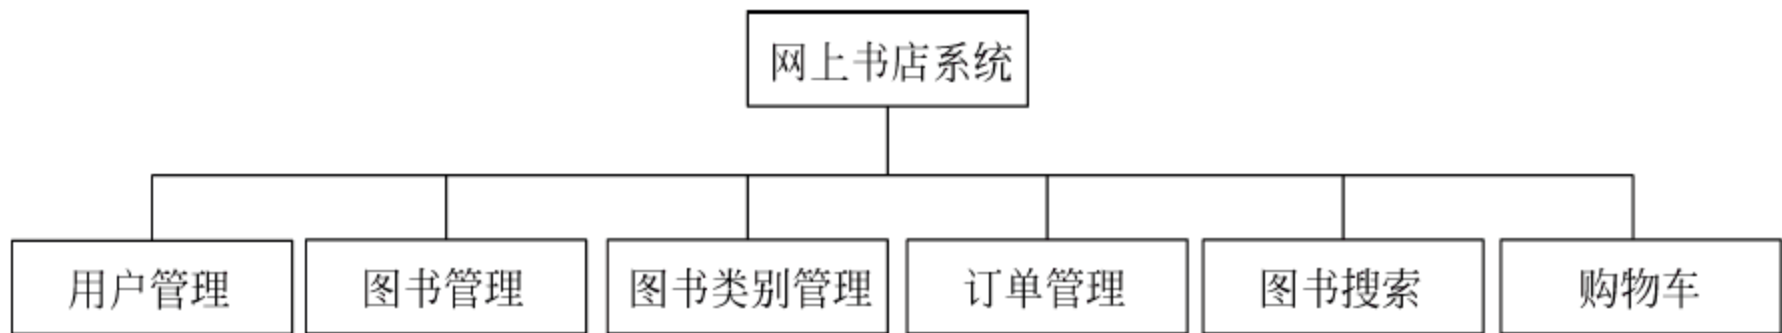 网上书店系统
用户管理
图书管理
图书类别管理
订单管理
图书搜索
购物车